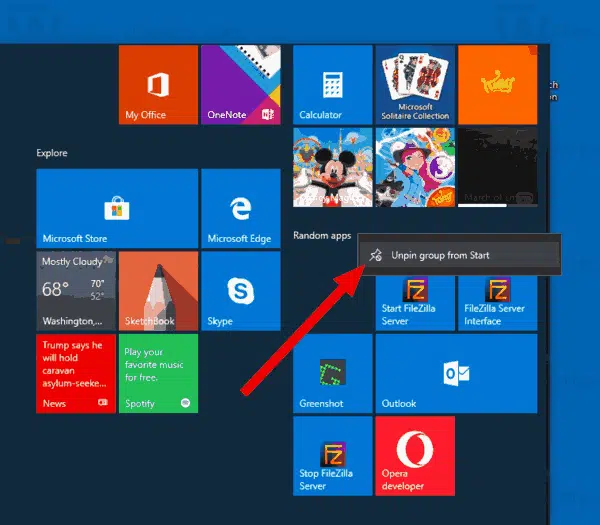 My Office
OneNote
Calculator
Microsoft
Solitaire Collection
Explore
Microsoft Store
Microsoft Edge
Random apps
Unpin group from Start
Mostly Cloudy
68°
70°
52°
Washington,...
SketchBook
Skype
Start FileZilla
Server
FileZilla Server
Interface
Trump says he
will hold
caravan
asylum-seeke...
News
Play your
favorite music
for free.
Spotify
Greenshot
Outlook
Stop FileZilla
Server
Opera
developer